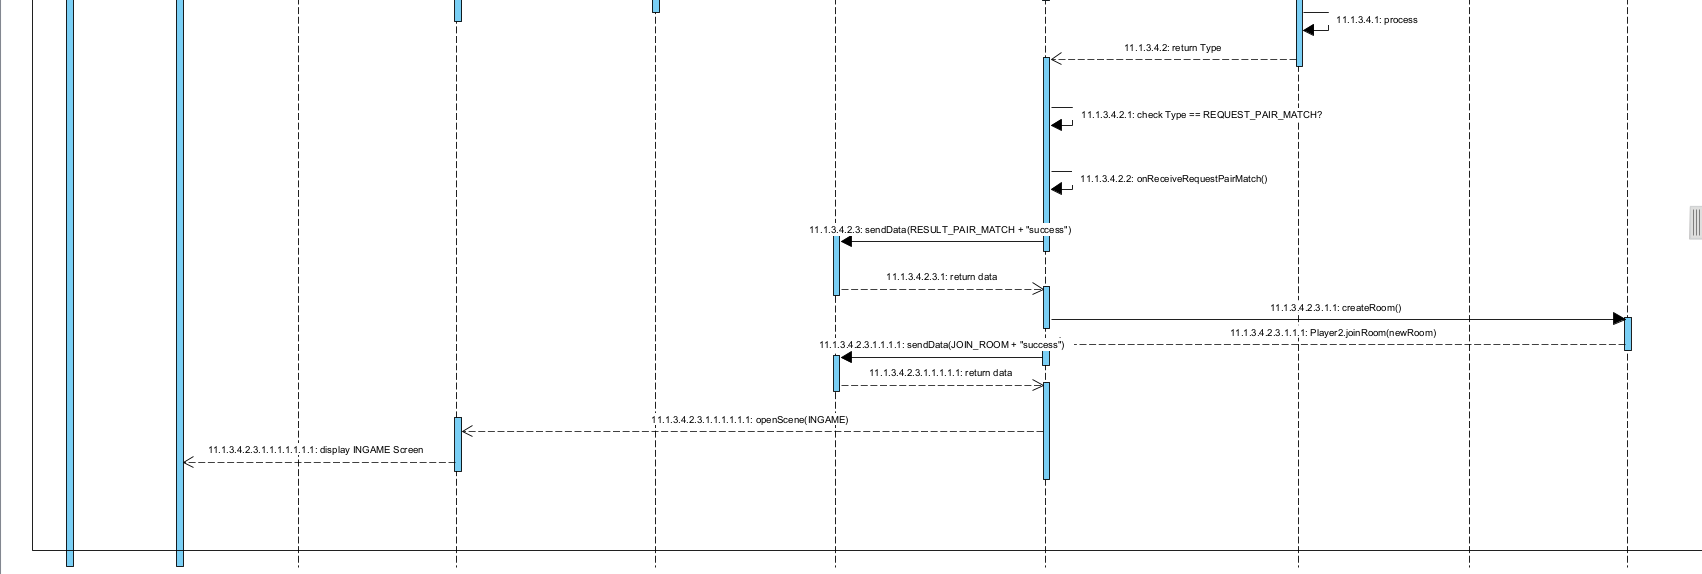 11.1.3.4.1: process
11.1.3.4.2: return Type
11.1.3.4.2.1: check Type == REQUEST_PAIR_MATCH?
11.1.3.4.2.2: onReceiveRequestPairMatch()
11.1.3.4.2.3: sendData(RESULT_PAIR_MATCH + "success")
11.1.3.4.2.3.1: return data
11.1.3.4.2.3.1.1: createRoom()
11.1.3.4.2.3.1.1.1: Player2.joinRoom(newRoom)
11.1.3.4.2.3.1.1.1.1: sendData(JOIN_ROOM + "success")
11.1.3.4.2.3.1.1.1.1.1: return data
11.1.3.4.2.3.1.1.1.1.1.1: openScene(INGAME)
11.1.3.4.2.3.1.1.1.1.1.1.1: display INGAME Screen